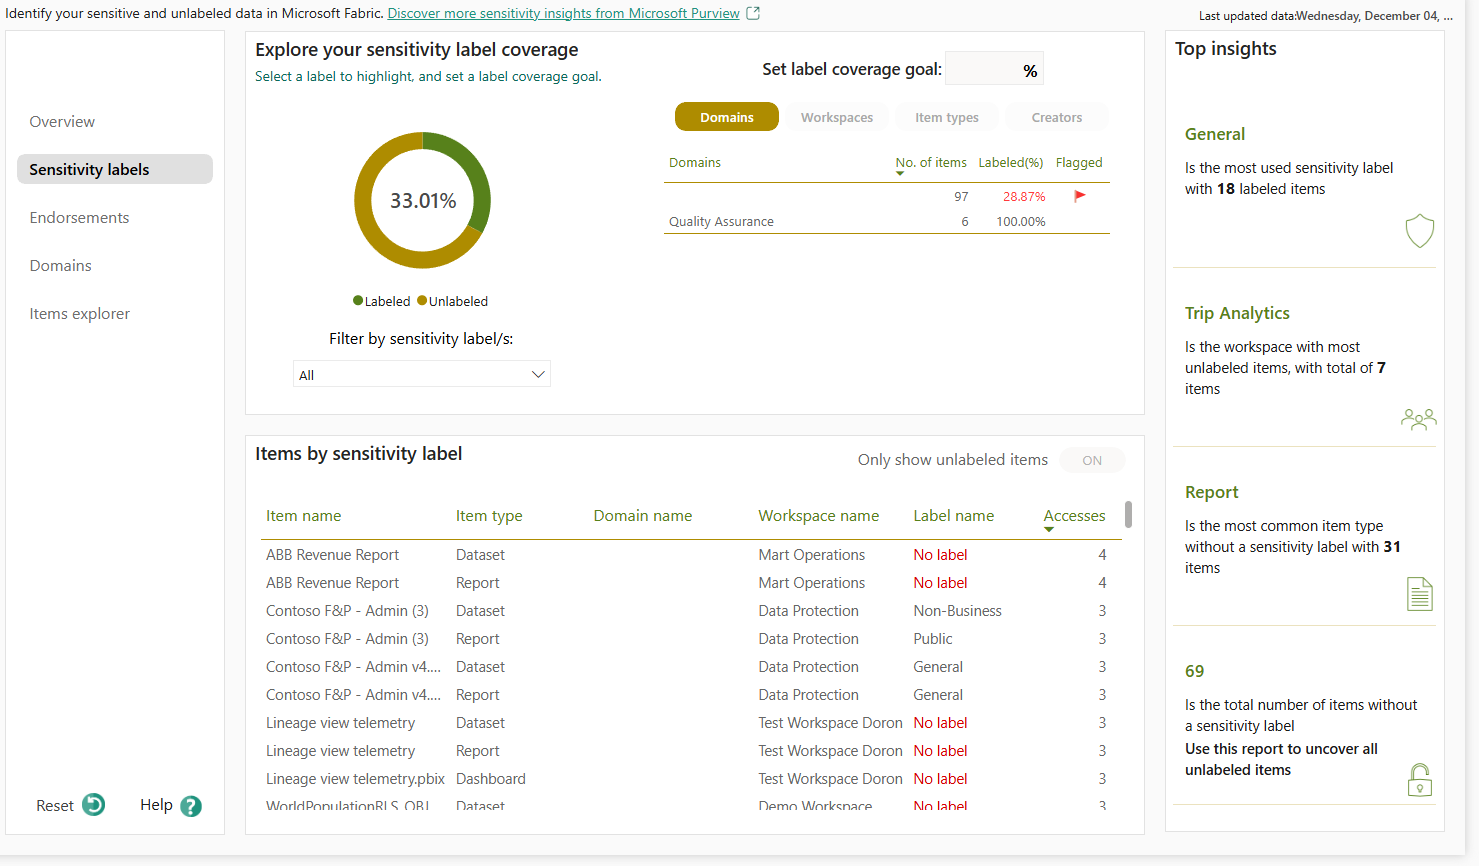 Identify your sensitive and unlabeled data in Microsoft Fabric. Discover more sensitivity insights from Microsoft Purview
Last updated data:Wednesday, December 04, ...
Overview
Sensitivity labels
Endorsements
Domains
Items explorer
Reset
Help ?
Explore your sensitivity label coverage
Select a label to highlight, and set a label coverage goal.
Set label coverage goal: %
33.01%
Labeled Unlabeled
Filter by sensitivity label/s:
All
Domains Workspaces Item types Creators
Domains No. of items Labeled(%) Flagged
97 28.87%
Quality Assurance 6 100.00%
Items by sensitivity label
Only show unlabeled items ON
Item name Item type Domain name Workspace name Label name Accesses
ABB Revenue Report Dataset Mart Operations No label 4
ABB Revenue Report Report Mart Operations No label 4
Contoso F&P - Admin (3) Dataset Data Protection Non-Business 3
Contoso F&P - Admin (3) Report Data Protection Public 3
Contoso F&P - Admin v4.... Dataset Data Protection General 3
Contoso F&P - Admin v4.... Report Data Protection General 3
Lineage view telemetry Dataset Test Workspace Doron No label 3
Lineage view telemetry Report Test Workspace Doron No label 3
Lineage view telemetry.pbix Dashboard Test Workspace Doron No label 3
WorldPopulationRLS_OBJ Dataset Demo Workspace No label 3
Top insights
General
Is the most used sensitivity label
with 18 labeled items
Trip Analytics
Is the workspace with most
unlabeled items, with total of 7
items
Report
Is the most common item type
without a sensitivity label with 31
items
69
Is the total number of items without
a sensitivity label
Use this report to uncover all
unlabeled items